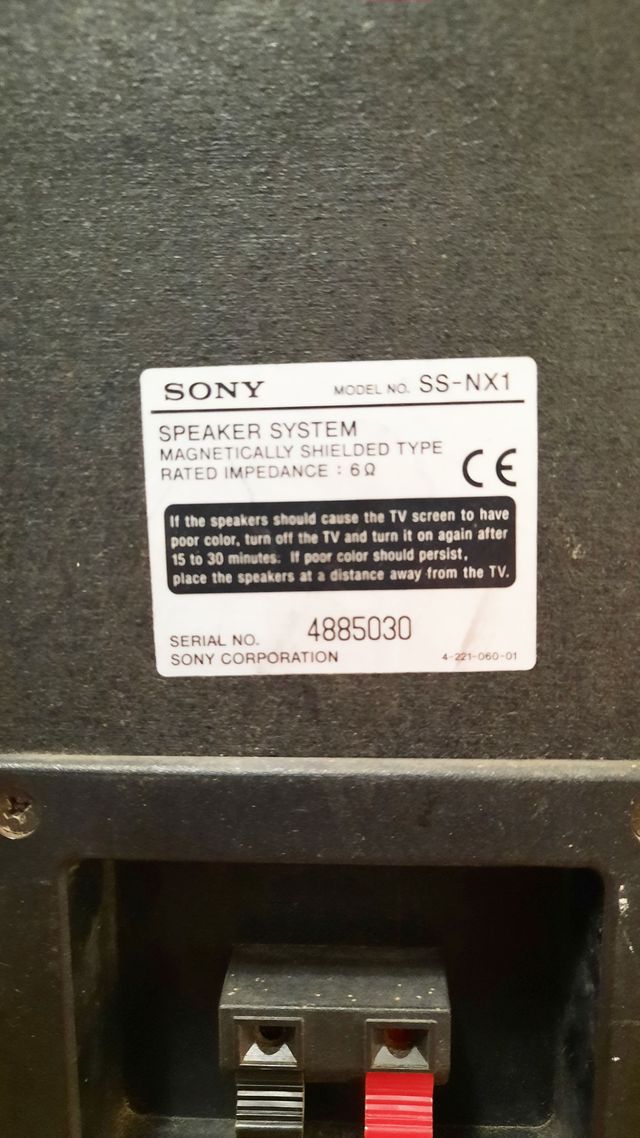 SONY MODEL NO. SS-NX1
SPEAKER SYSTEM
MAGNETICALLY SHIELDED TYPE
RATED IMPEDANCE : 6 Ω
CE
If the speakers should cause the TV screen to have
poor color, turn off the TV and turn it on again after
15 to 30 minutes. If poor color should persist,
place the speakers at a distance away from the TV.
SERIAL NO. 4885030
SONY CORPORATION 4-221-060-01